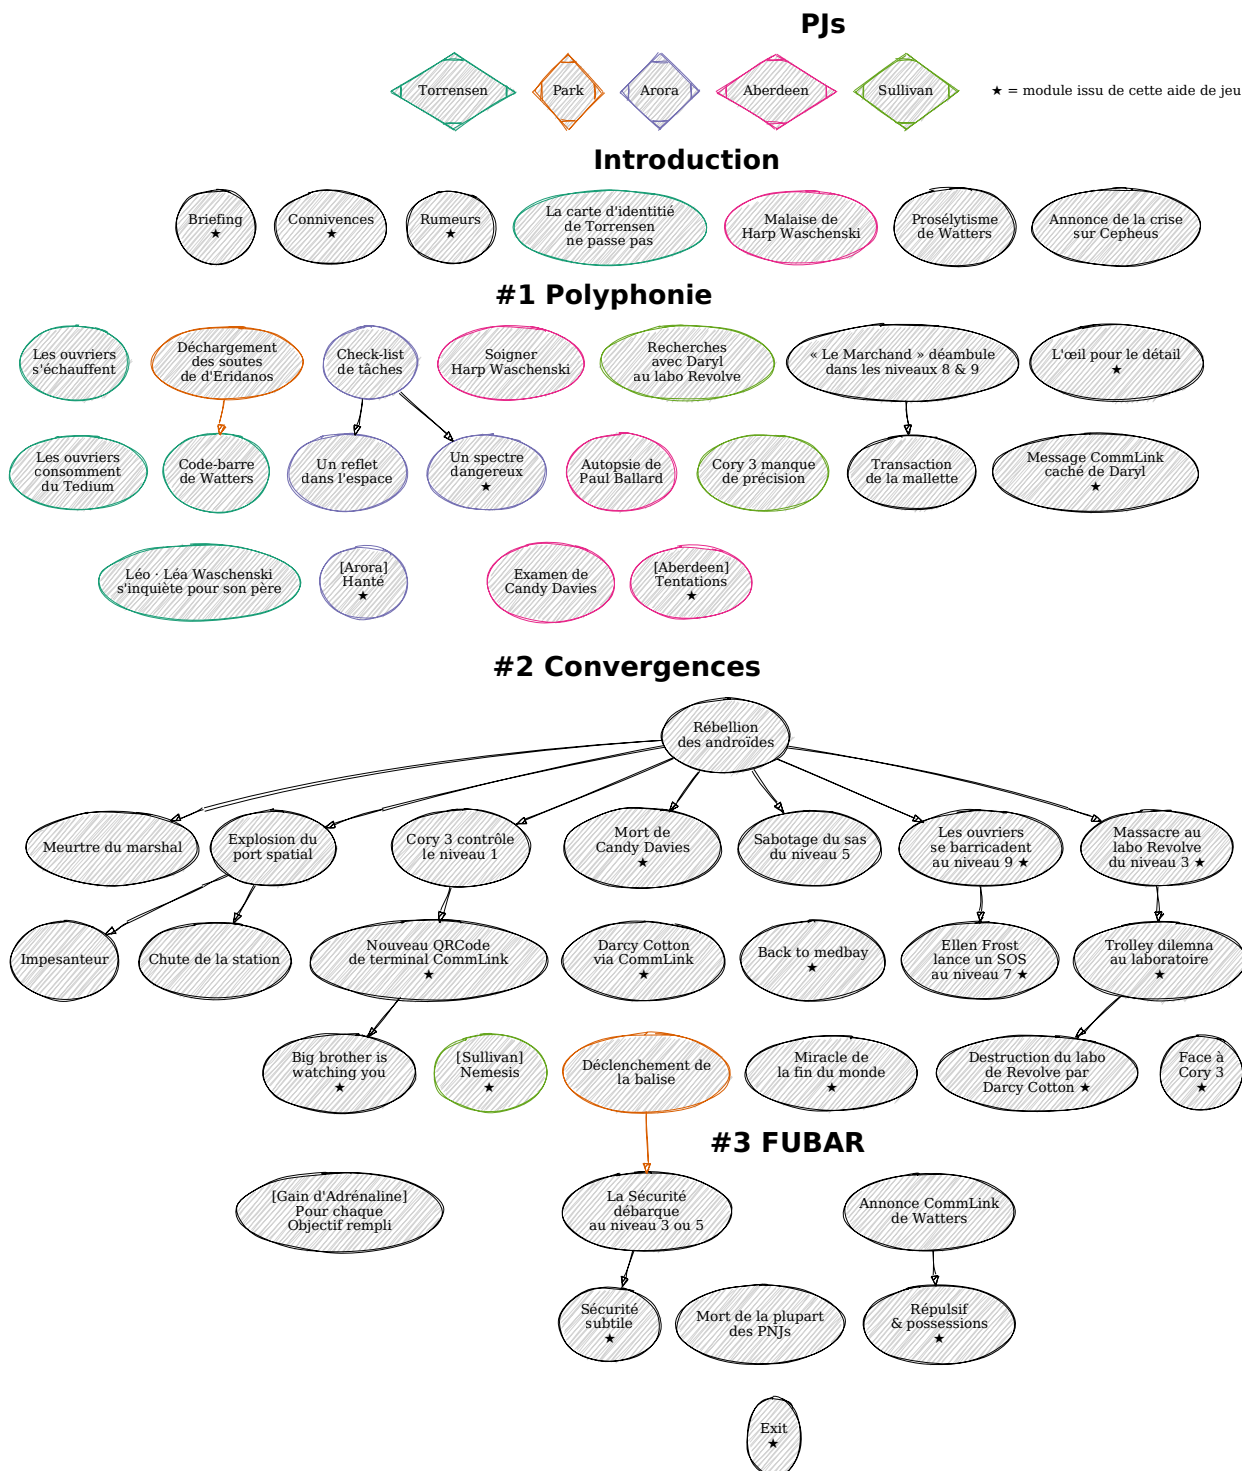 PJs
Torrensen
Park
Arora
Aberdeen
Sullivan
★ = module issu de cette aide de jeu
Introduction
Briefing
★
Connivences
★
Rumeurs
★
La carte d'identitié
de Torrensen
ne passe pas
Malaise de
Harp Waschenski
Prosélytisme
de Watters
Annonce de la crise
sur Cepheus
#1 Polyphonie
Les ouvriers
s'échauffent
Déchargement
des soutes
de d'Eridanos
Check-list
de tâches
Soigner
Harp Waschenski
Recherches
avec Daryl
au labo Revolve
« Le Marchand » déambule
dans les niveaux 8 & 9
L'œil pour le détail
★
Les ouvriers
consomment
du Tedium
Code-barre
de Watters
Un reflet
dans l'espace
Un spectre
dangereux
★
Autopsie de
Paul Ballard
Cory 3 manque
de précision
Transaction
de la mallette
Message CommLink
caché de Daryl
★
Léo · Léa Waschenski
s'inquiète pour son père
[Arora]
Hanté
★
Examen de
Candy Davies
[Aberdeen]
Tentations
★
#2 Convergences
Rébellion
des androïdes
Meurtre du marshal
Explosion du
port spatial
Cory 3 contrôle
le niveau 1
Mort de
Candy Davies
★
Sabotage du sas
du niveau 5
Les ouvriers
se barricadent
au niveau 9 ★
Massacre au
labo Revolve
du niveau 3 ★
Impesanteur
Chute de la station
Nouveau QRCode
de terminal CommLink
★
Darcy Cotton
via CommLink
★
Back to medbay
★
Ellen Frost
lance un SOS
au niveau 7 ★
Trolley dilemna
au laboratoire
★
Big brother is
watching you
★
[Sullivan]
Nemesis
★
Déclenchement de
la balise
Miracle de
la fin du monde
★
Destruction du labo
de Revolve par
Darcy Cotton ★
Face à
Cory 3
★
#3 FUBAR
[Gain d'Adrénaline]
Pour chaque
Objectif rempli
La Sécurité
débarque
au niveau 3 ou 5
Annonce CommLink
de Watters
Sécurité
subtile
★
Mort de la plupart
des PNJs
Répulsif
& possessions
★
Exit
★